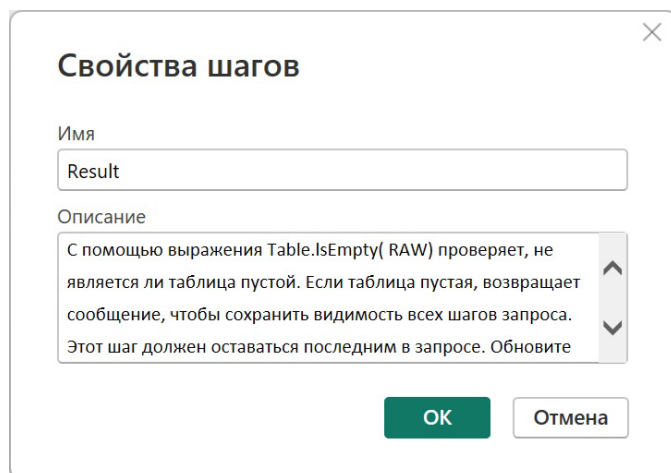 Свойства шагов
Имя
Result
Описание
С помощью выражения Table.IsEmpty( RAW) проверяет, не
является ли таблица пустой. Если таблица пустая, возвращает
сообщение, чтобы сохранить видимость всех шагов запроса.
Этот шаг должен оставаться последним в запросе. Обновите
ОК
Отмена